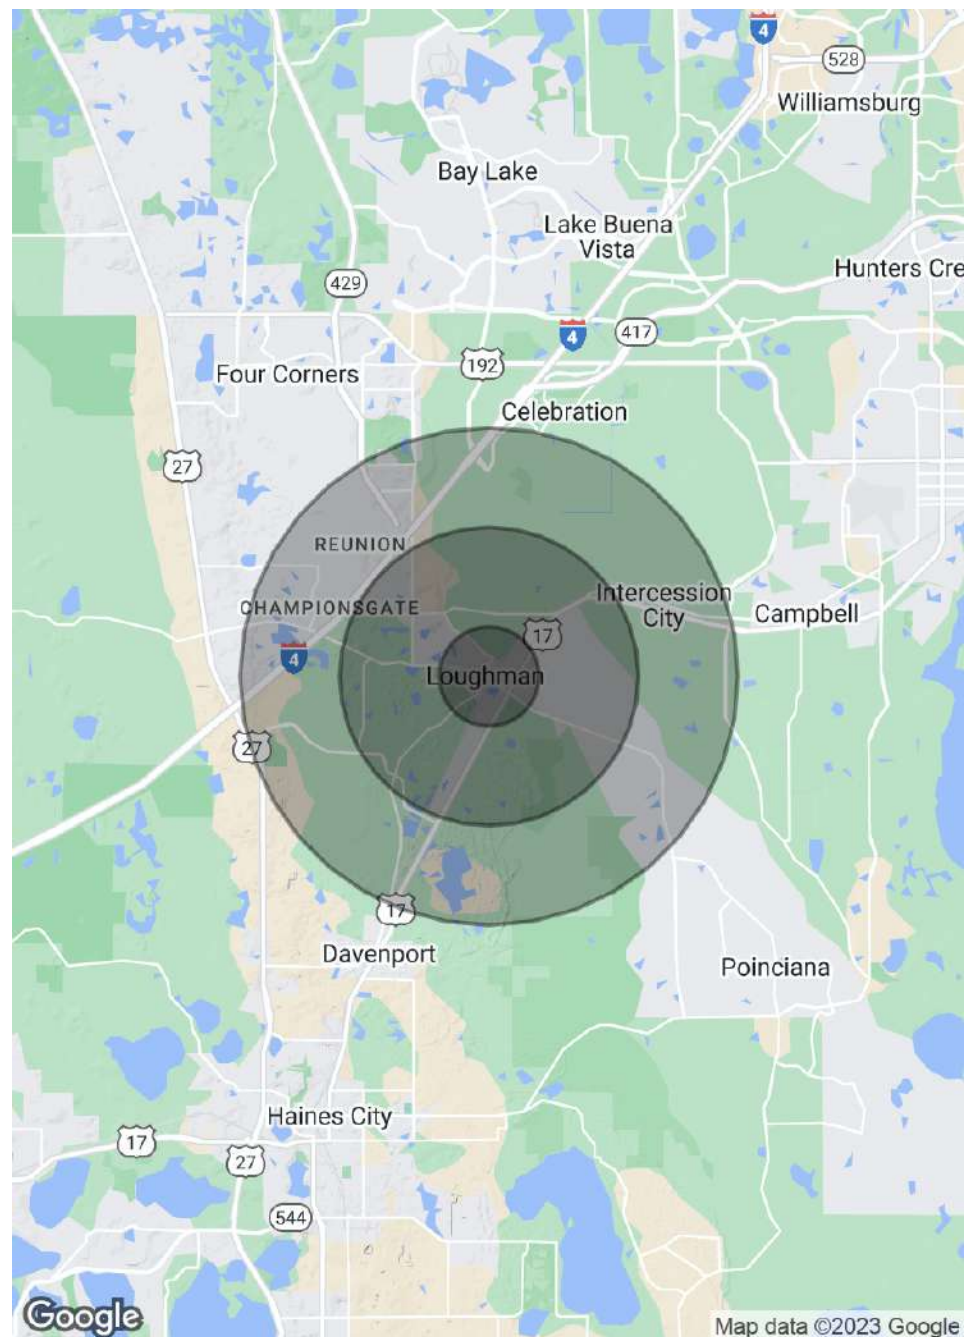 4
528
Williamsburg
Bay Lake
Lake Buena
Vista
Hunters Cre
429
4
417
192
Four Corners
Celebration
27
REUNION
CHAMPIONSGATE
Intercession
City
Campbell
17
4
Loughman
27
17
Davenport
Poinciana
Haines City
17
27
544
Google
Map data ©2023 Google